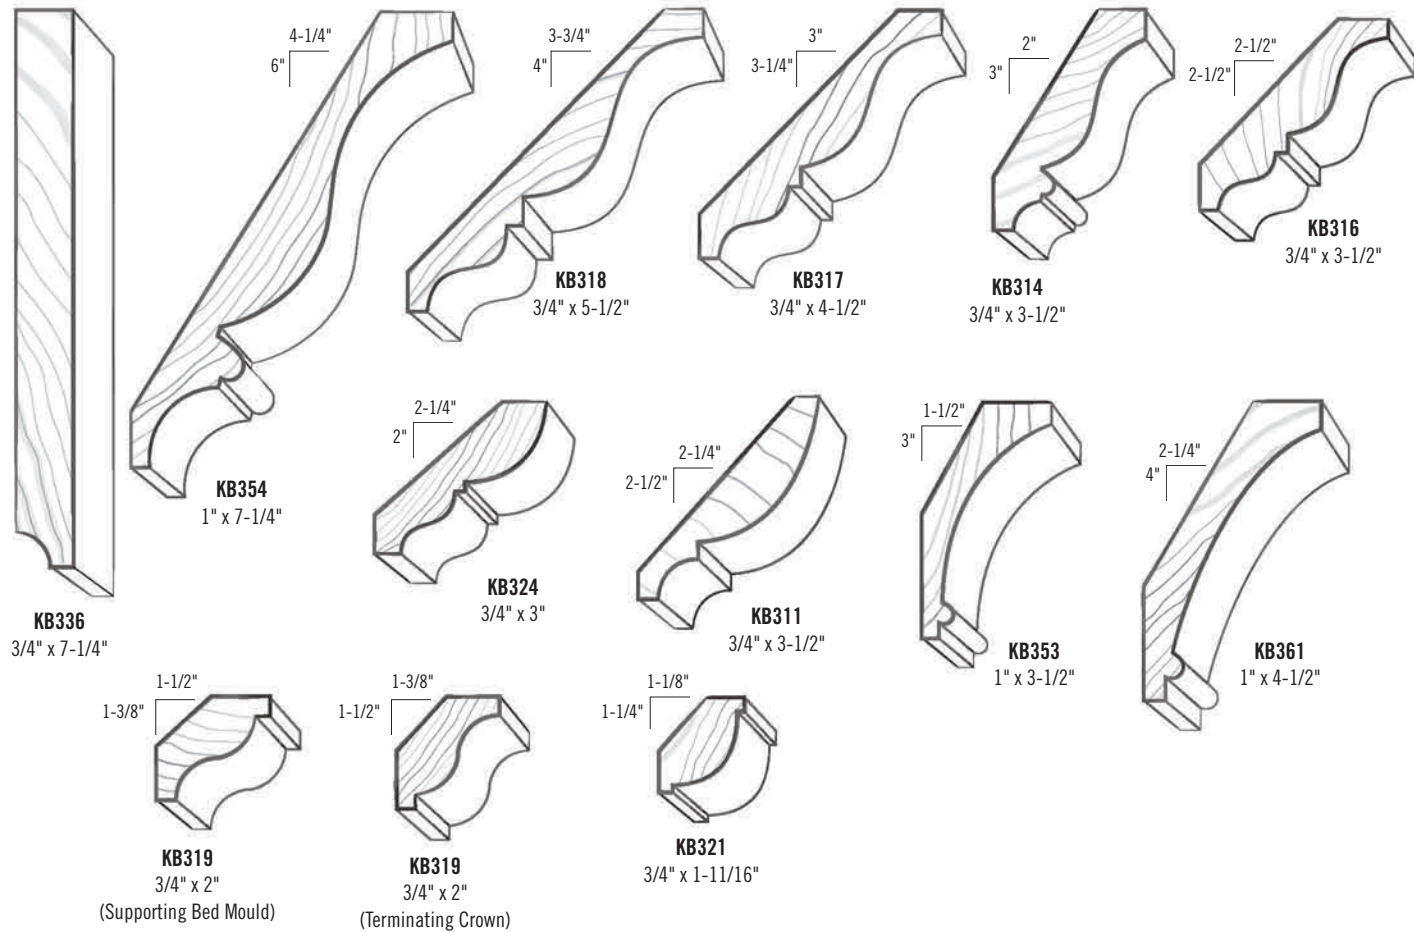 4-1/4"
6"
3-3/4"
4"
3"
3-1/4"
2"
3"
2-1/2"
2-1/2"
KB336
3/4" x 7-1/4"
KB354
1" x 7-1/4"
KB318
3/4" x 5-1/2"
KB317
3/4" x 4-1/2"
KB314
3/4" x 3-1/2"
KB316
3/4" x 3-1/2"
2-1/4"
2"
2-1/4"
2-1/2"
1-1/2"
3"
2-1/4"
4"
KB324
3/4" x 3"
KB311
3/4" x 3-1/2"
KB353
1" x 3-1/2"
KB361
1" x 4-1/2"
1-1/2"
1-3/8"
1-3/8"
1-1/2"
1-1/8"
1-1/4"
KB319
3/4" x 2"
(Supporting Bed Mould)
KB319
3/4" x 2"
(Terminating Crown)
KB321
3/4" x 1-11/16"